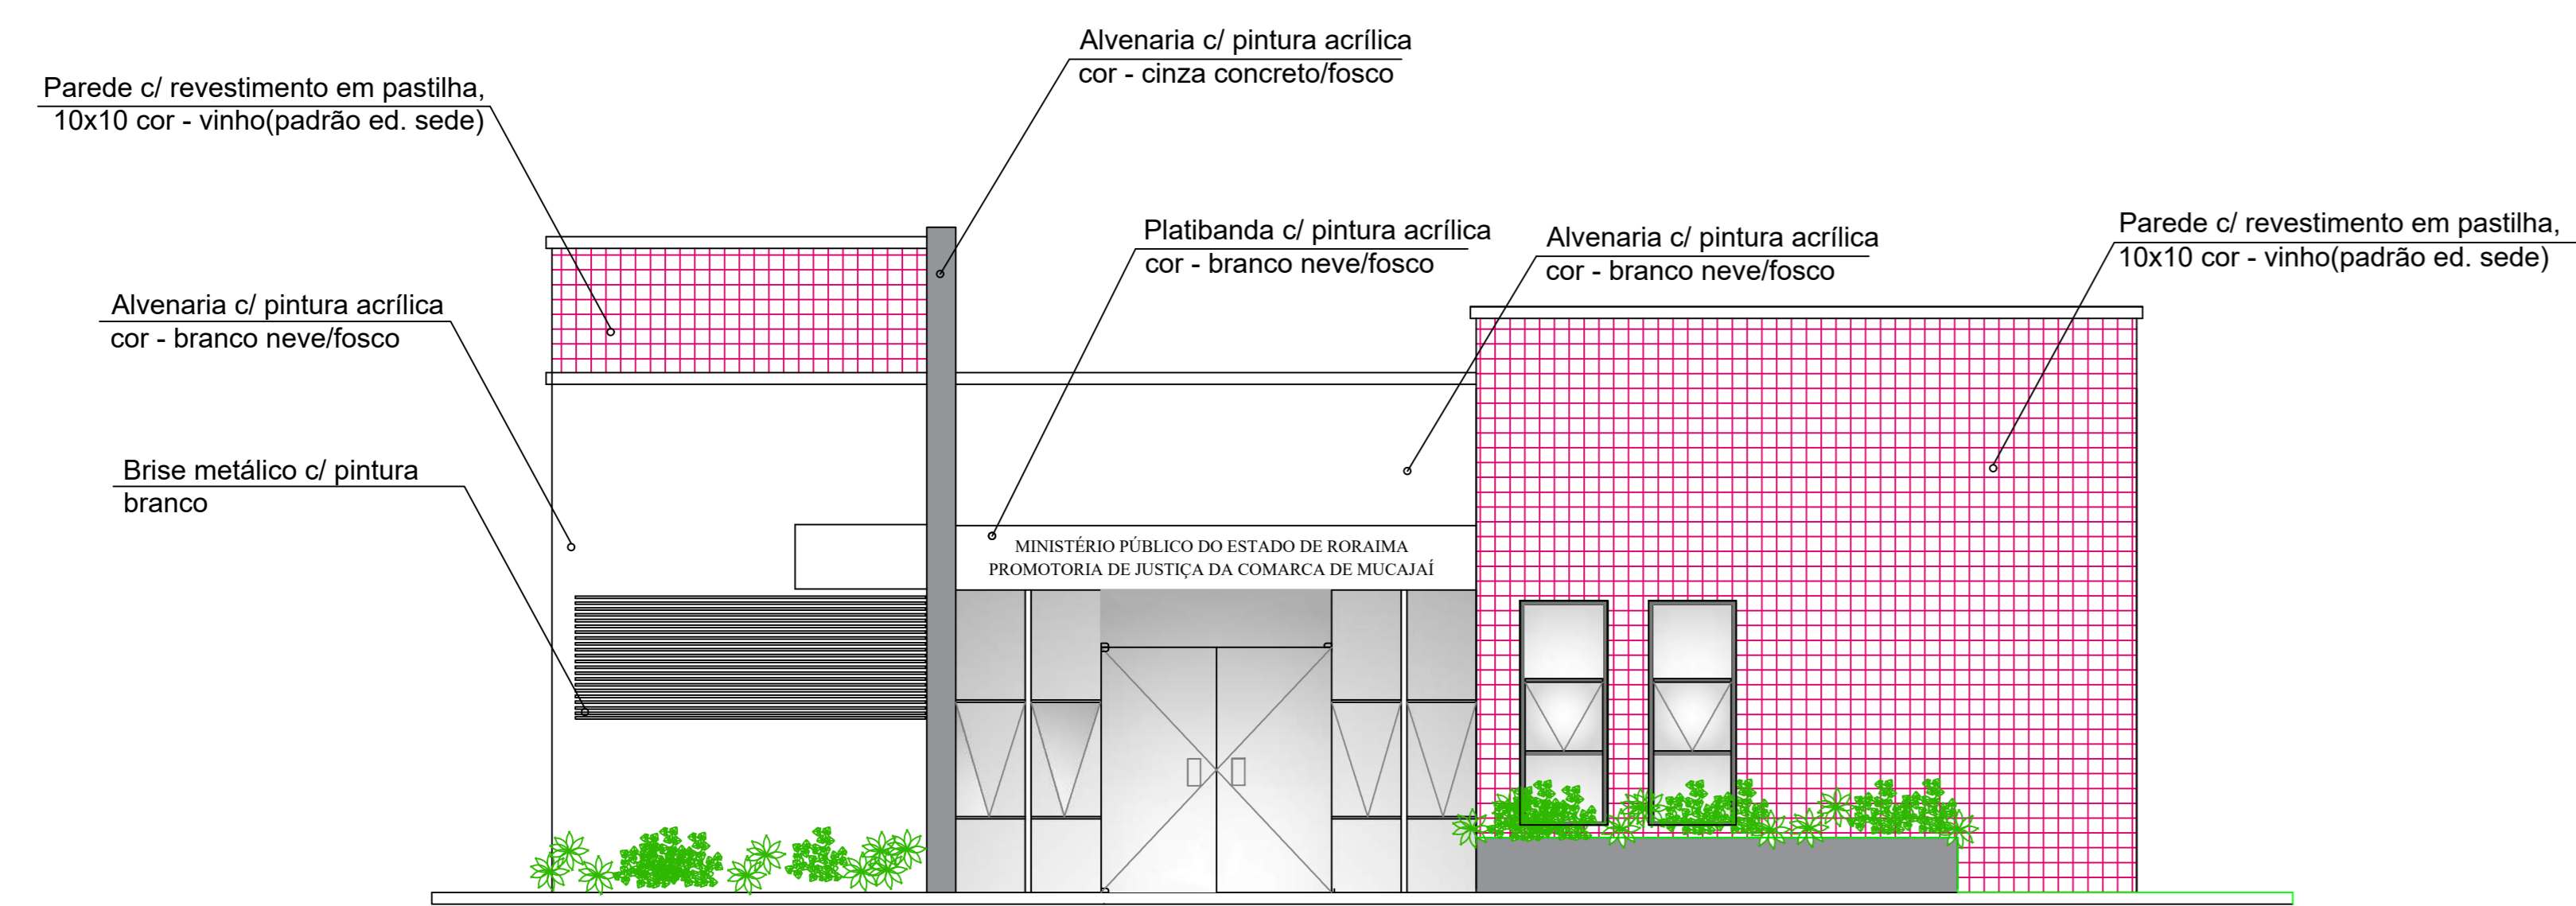 Alvenaria c/ pintura acrílica
cor - cinza concreto/fosco
Parede c/ revestimento em pastilha,
10x10 cor - vinho(padrão ed. sede)
Platibanda c/ pintura acrílica
cor - branco neve/fosco
Alvenaria c/ pintura acrílica
cor - branco neve/fosco
Parede c/ revestimento em pastilha,
10x10 cor - vinho(padrão ed. sede)
Alvenaria c/ pintura acrílica
cor - branco neve/fosco
Brise metálico c/ pintura
branco
MINISTÉRIO PÚBLICO DO ESTADO DE RORAIMA
PROMOTORIA DE JUSTIÇA DA COMARCA DE MUCAJAÍ